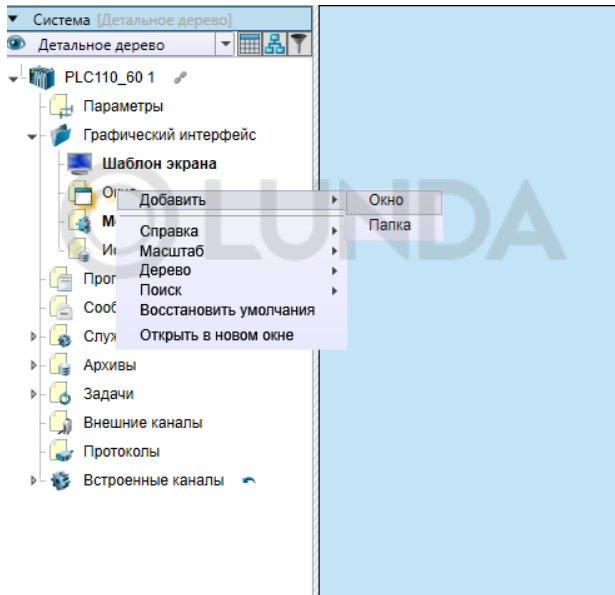 Система [Детальное дерево]
Детальное дерево
PLC110_60 1
Параметры
Графический интерфейс
Шаблон экрана
Добавить
Окно
Папка
Справка
Масштаб
Дерево
Поиск
Восстановить умолчания
Открыть в новом окне
Архивы
Задачи
Внешние каналы
Протоколы
Встроенные каналы
© LUNDA